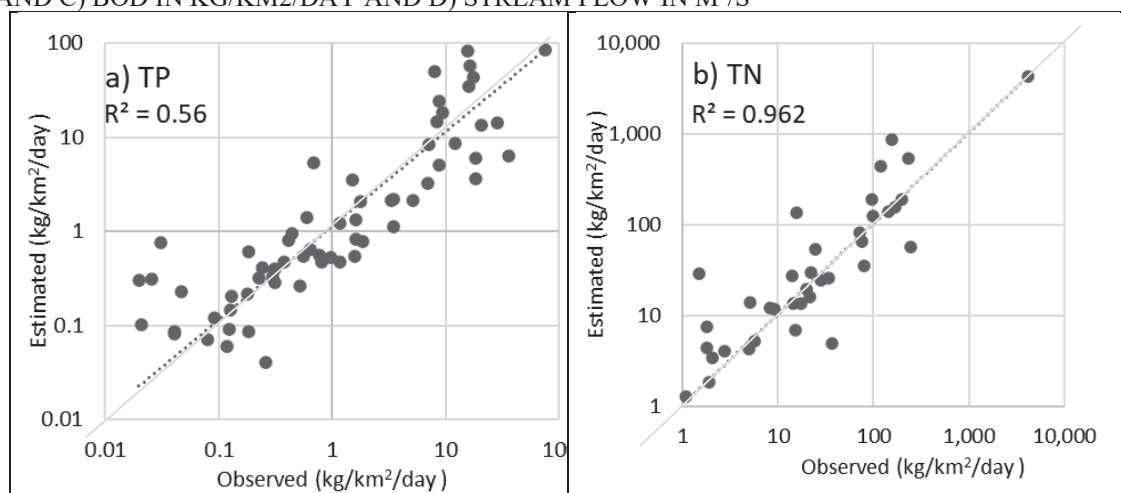 AND C) BOD IN KG/KM2/DAY AND D) STREAM FLOW IN M³/S
a) TP
R² = 0.56
100
10
1
0.1
0.01
0.01
0.1
1
10
10
Estimated (kg/km²/day)
Observed (kg/km²/day)
b) TN
R² = 0.962
10,000
1,000
100
10
1
1
10
100
1,000
10,000
Estimated (kg/km²/day)
Observed (kg/km²/day)